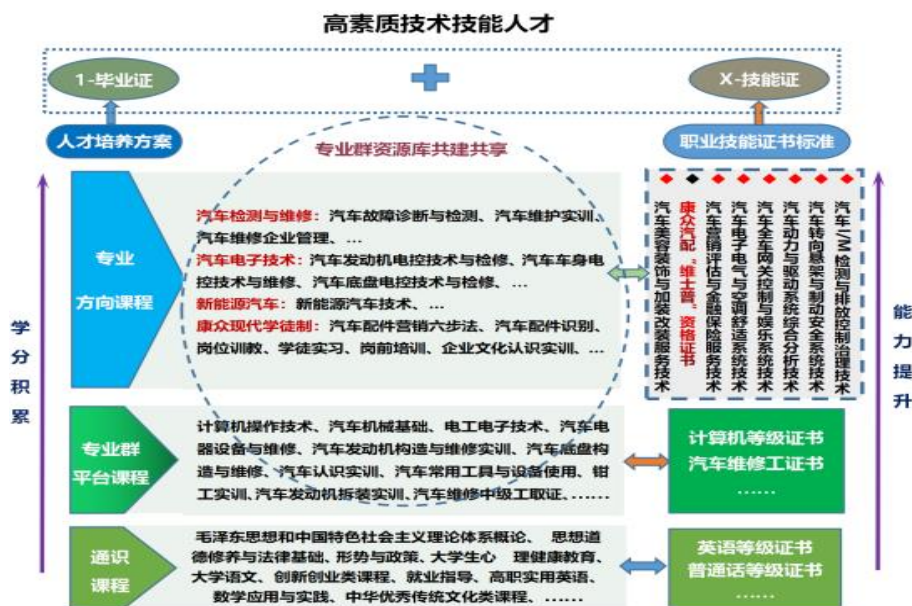 高素质技术技能人才
1-毕业证
X-技能证
人才培养方案
职业技能证书标准
专业群资源库共建共享
学分积累
能力提升
专业
方向课程
汽车检测与维修：汽车故障诊断与检测、汽车维护实训、
汽车维修企业管理、...
汽车电子技术：汽车发动机电控技术与检修、汽车车身电
控技术与维修、汽车底盘电控技术与检修、...
新能源汽车：新能源汽车技术、...
康众现代学徒制：汽车配件营销六步法、汽车配件识别、
岗位训教、学徒实习、岗前培训、企业文化认识实训、...
汽车美容装饰与加装改装服务技术
康众汽配“维士普”资格证书
汽车营销评估与金融保险服务技术
汽车电子电气与空调舒适系统技术
汽车全车网关控制与娱乐系统技术
汽车动力与驱动系统综合分析技术
汽车转向悬架与制动安全系统技术
汽车I/M检测与排放控制治理技术
专业群
平台课程
计算机操作技术、汽车机械基础、电工电子技术、汽车电
器设备与维修、汽车发动机构造与维修实训、汽车底盘构
造与维修、汽车认识实训、汽车常用工具与设备使用、钳
工实训、汽车发动机拆装实训、汽车维修中级工取证、……
计算机等级证书
汽车维修工证书
……
通识
课程
毛泽东思想和中国特色社会主义理论体系概论、 思想道
德修养与法律基础、形势与政策、大学生心 理健康教育、
大学语文、创新创业类课程、就业指导、高职实用英语、
数学应用与实践、中华优秀传统文化类课程、……
英语等级证书
普通话等级证书
……